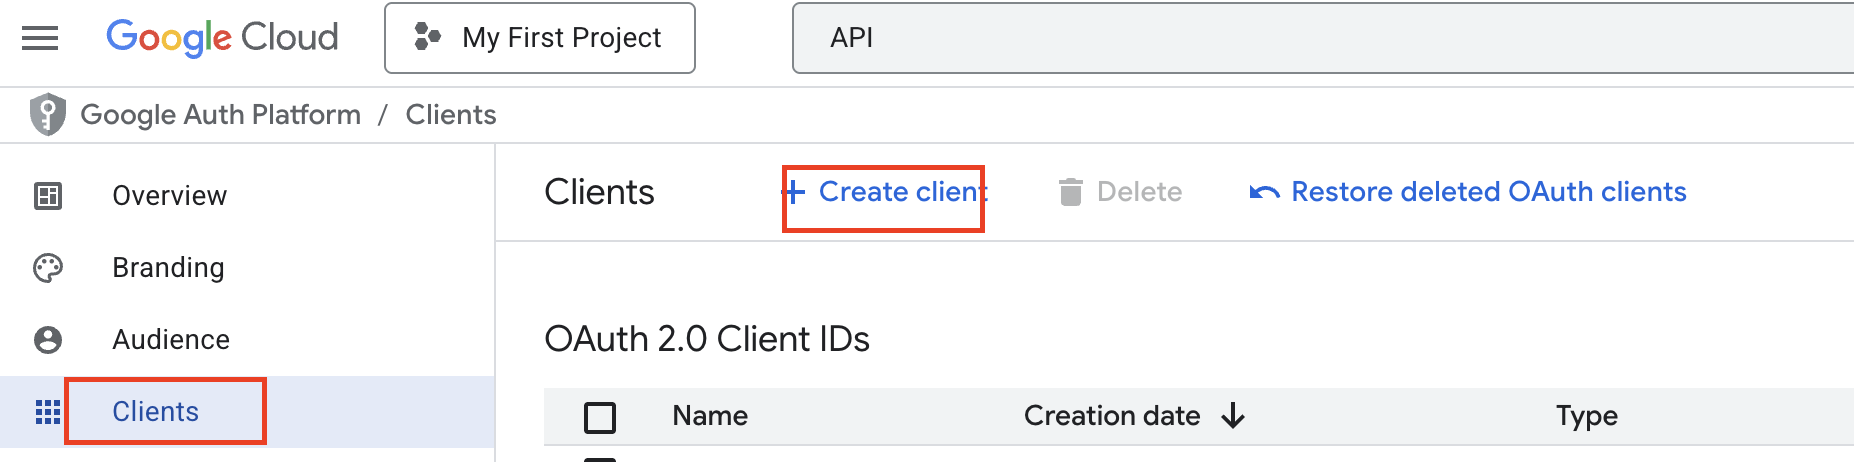 Google Cloud
My First Project
API
Google Auth Platform / Clients
Overview
Branding
Audience
Clients
Clients
+ Create client
Delete
Restore deleted OAuth clients
OAuth 2.0 Client IDs
Name
Creation date
Type